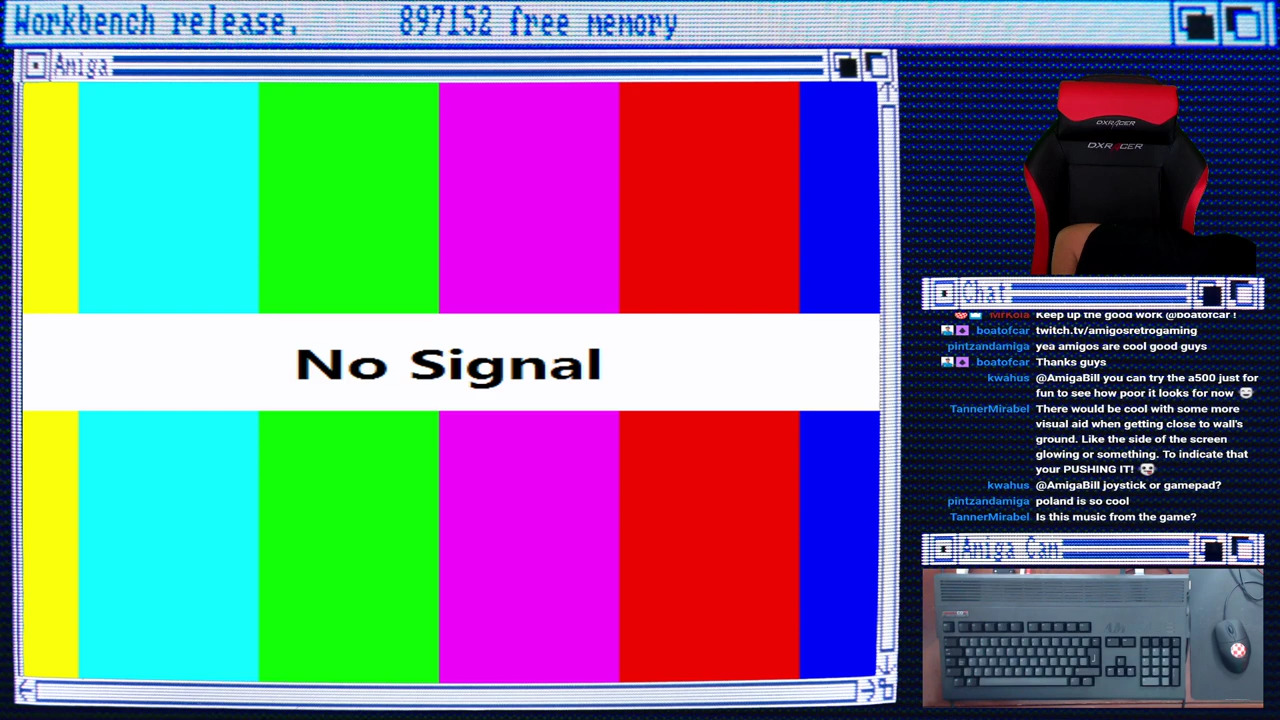 Workbench release.    897152 free memory
Amiga
No Signal
DXRACER
DXRACER
Chat
MrKola Keep up the good work @boatofcar !
boatofcar twitch.tv/amigosretrogaming
pintzandamiga yea amigos are cool good guys
boatofcar Thanks guys
kwahus @AmigaBill you can try the a500 just for
fun to see how poor it looks for now
TannerMirabel There would be cool with some more
visual aid when getting close to wall's
ground. Like the side of the screen
glowing or something. To indicate that
your PUSHING IT!
kwahus @AmigaBill joystick or gamepad?
pintzandamiga poland is so cool
TannerMirabel Is this music from the game?
Amiga Cam